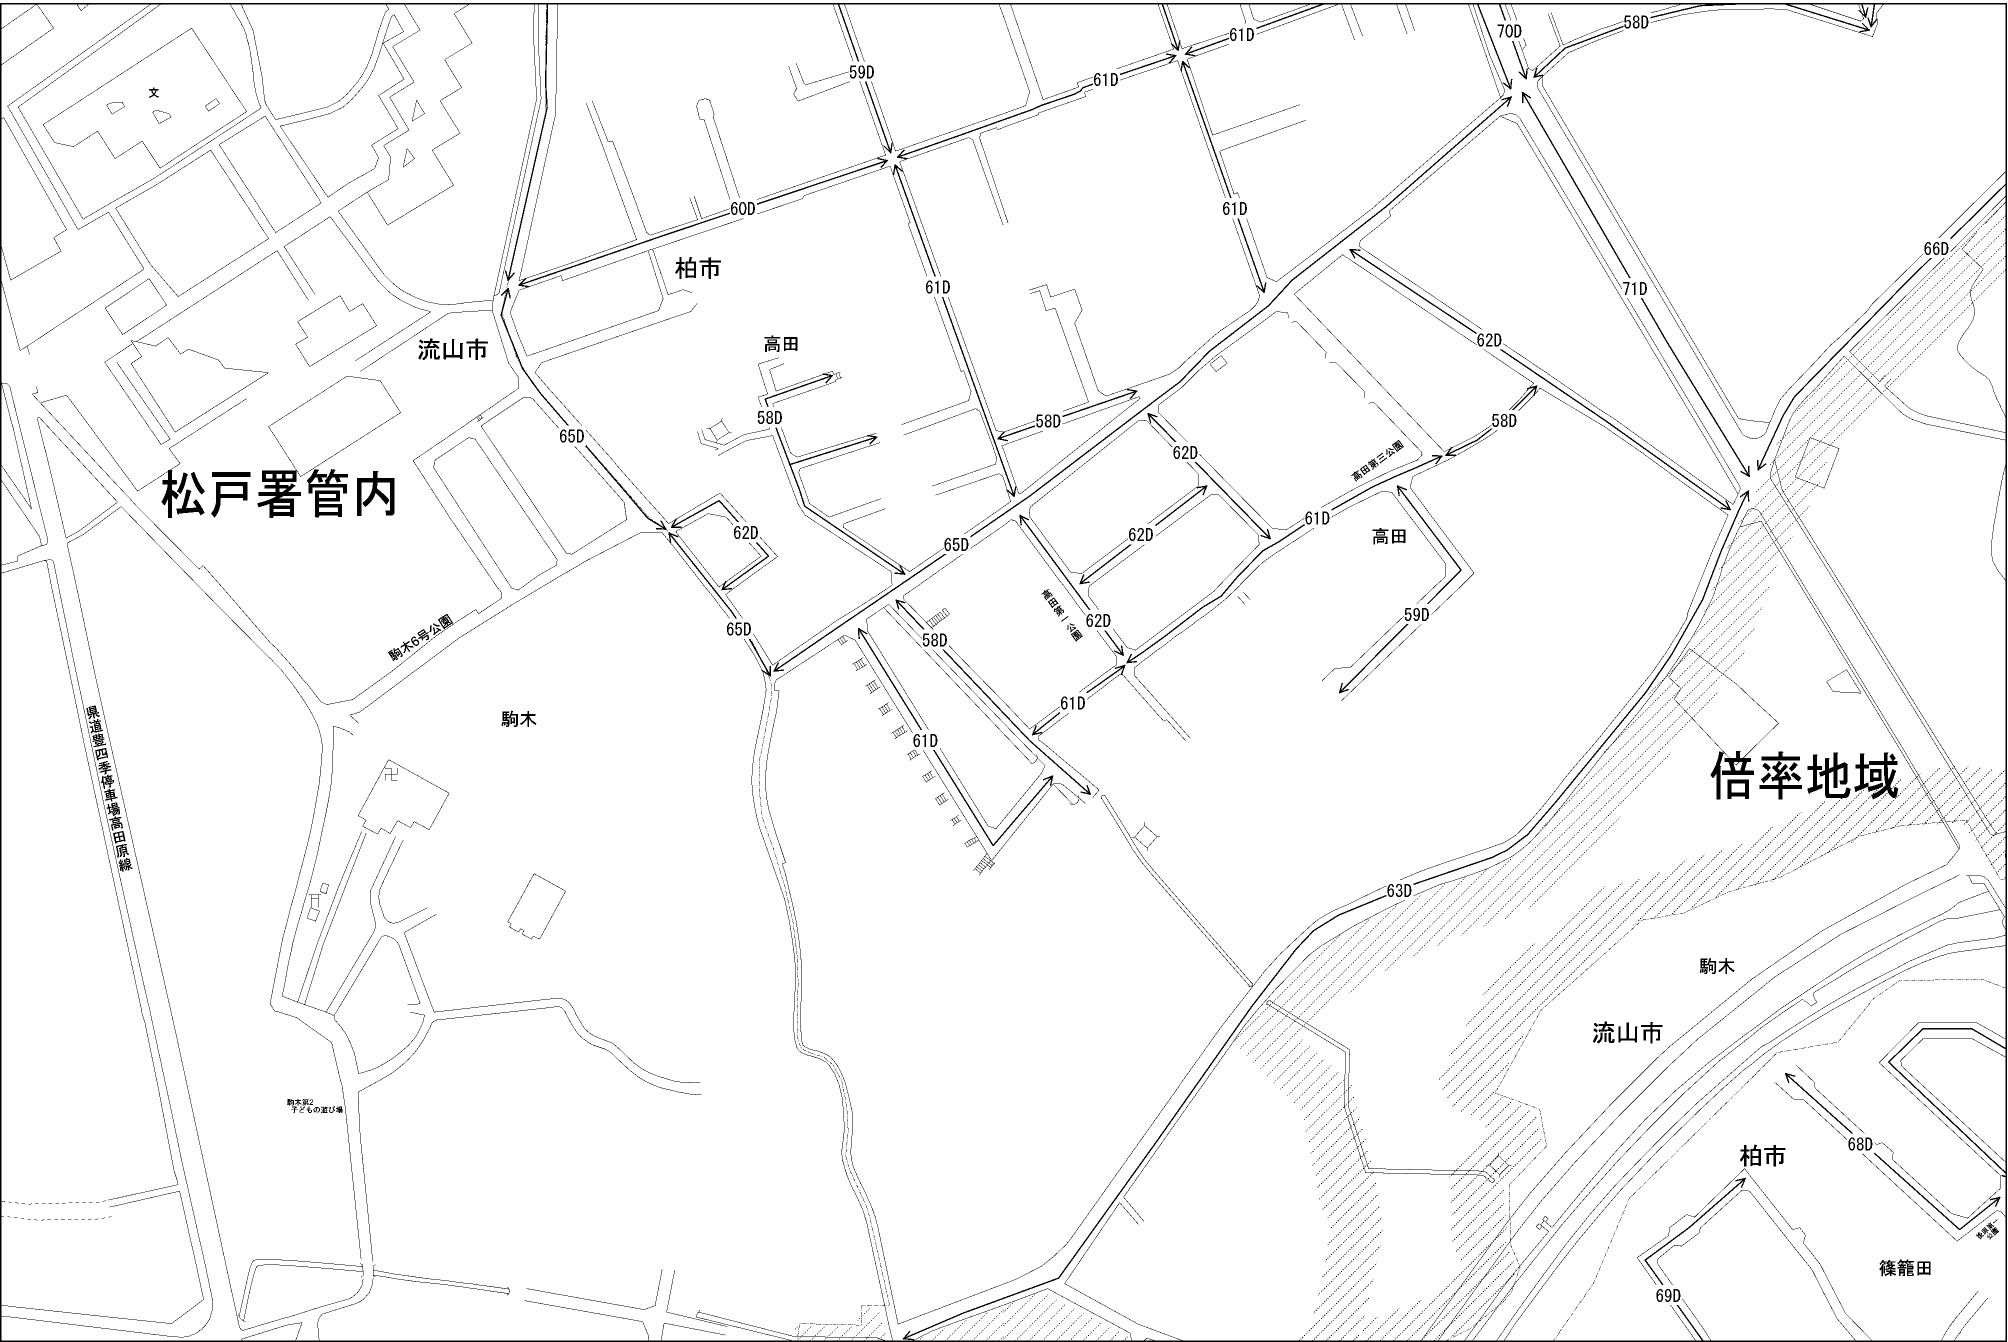 70D
58D
61D
59D
61D
文
60D
61D
66D
柏市
61D
71D
62D
高田
流山市
58D
58D
58D
65D
62D
高田第三公園
松戸署管内
61D
62D
62D
高田
65D
高田第一公園
59D
62D
65D
58D
駒木6号公園
61D
県道豊四季停車場高田原線
駒木
61D
倍率地域
63D
駒木
流山市
駒木第2
子どもの遊び場
68D
柏市
篠籠田
69D